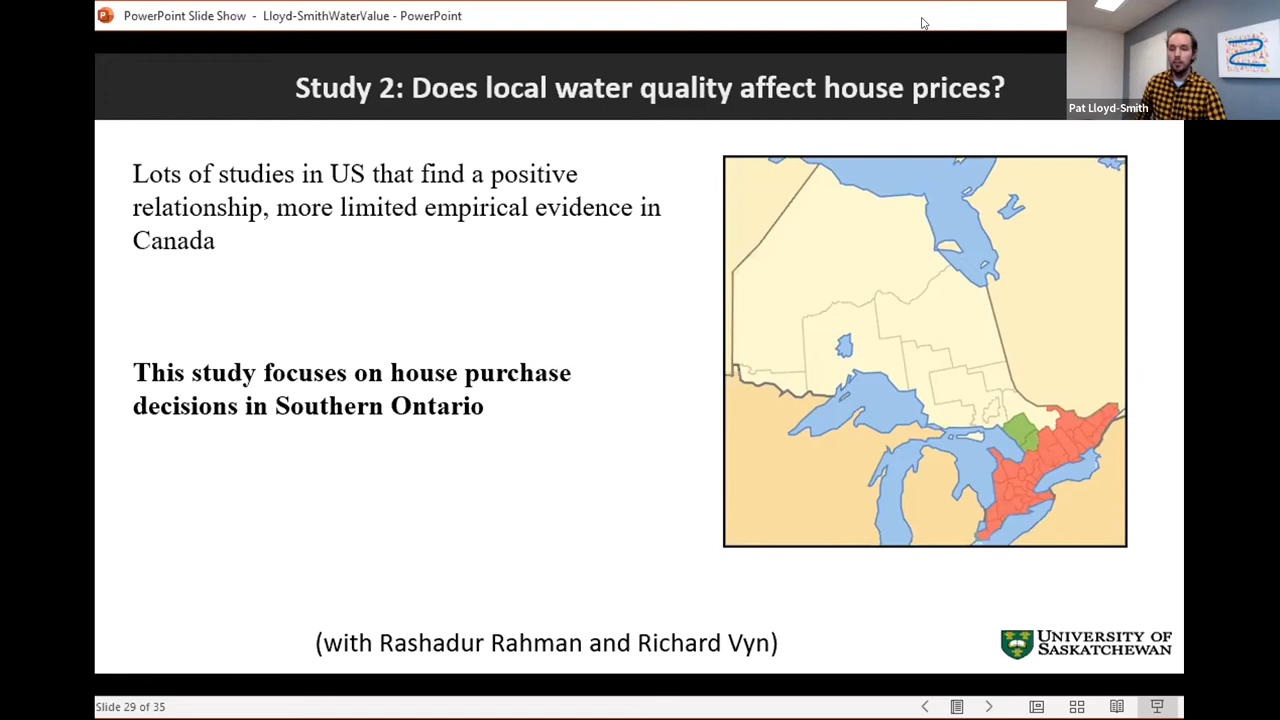 PowerPoint Slide Show - Lloyd-SmithWaterValue - PowerPoint
Pat Lloyd-Smith
Study 2: Does local water quality affect house prices?
Lots of studies in US that find a positive
relationship, more limited empirical evidence in
Canada
This study focuses on house purchase
decisions in Southern Ontario
(with Rashadur Rahman and Richard Vyn)
UNIVERSITY OF
SASKATCHEWAN
Slide 29 of 35